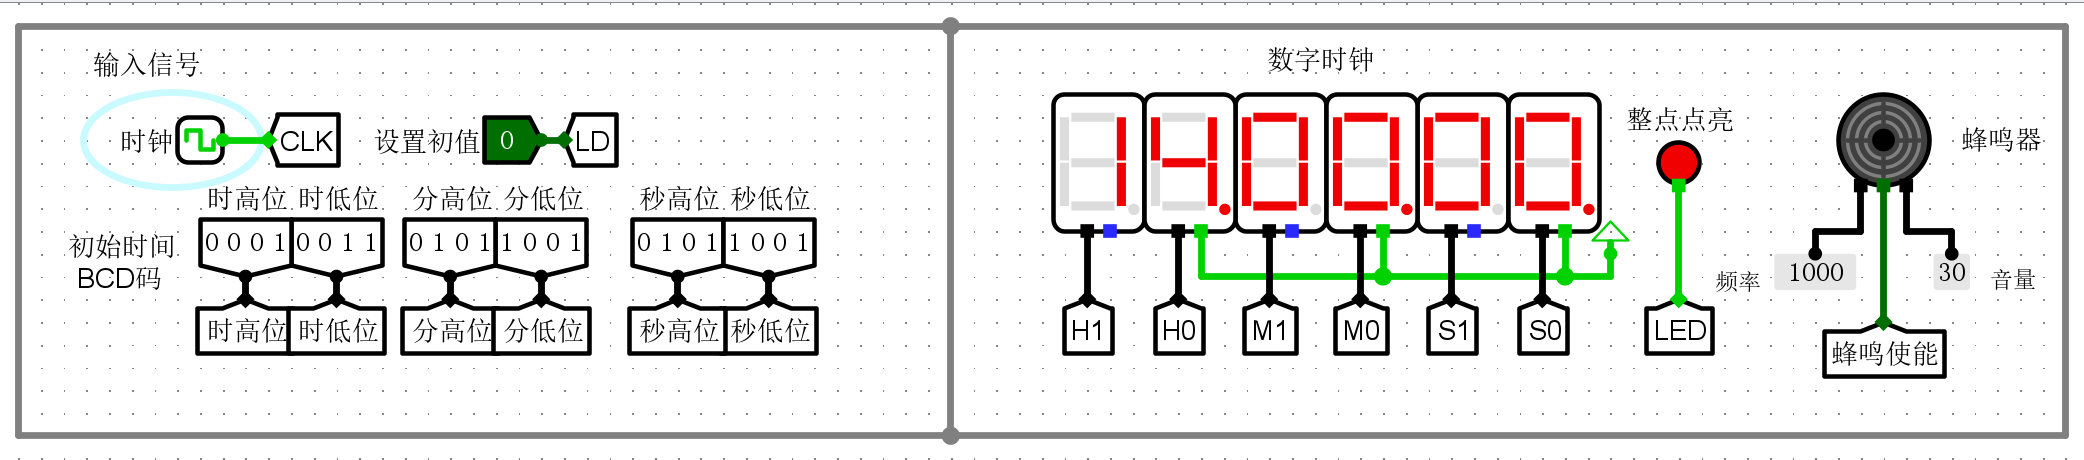 输入信号
时钟 CLK 设置初值 0 LD
时高位 时低位 分高位 分低位 秒高位 秒低位
初始时间
BCD码
0 0 0 1 0 0 1 1 0 1 0 1 1 0 0 1 0 1 0 1 1 0 0 1
时高位 时低位 分高位 分低位 秒高位 秒低位
数字时钟
14.00.00.
整点点亮
蜂鸣器
频率 1000 30 音量
H1 H0 M1 M0 S1 S0 LED
蜂鸣使能